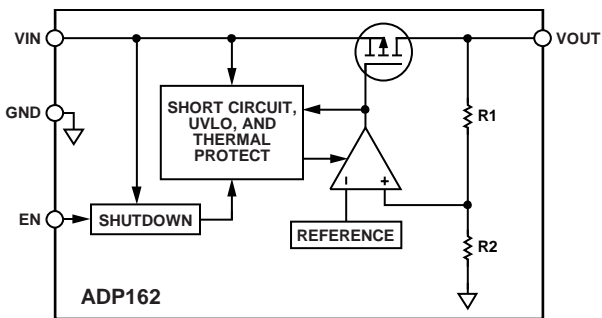 VIN
VOUT
GND
SHORT CIRCUIT,
UVLO, AND
THERMAL
PROTECT
R1
EN
SHUTDOWN
–
+
REFERENCE
R2
ADP162